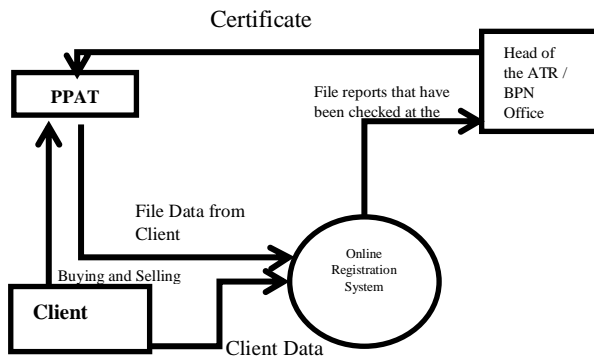 Certificate
Head of
the ATR /
BPN
Office
PPAT
File reports that have
been checked at the
File Data from
Client
Online
Registration
System
Buying and Selling
Client
Client Data